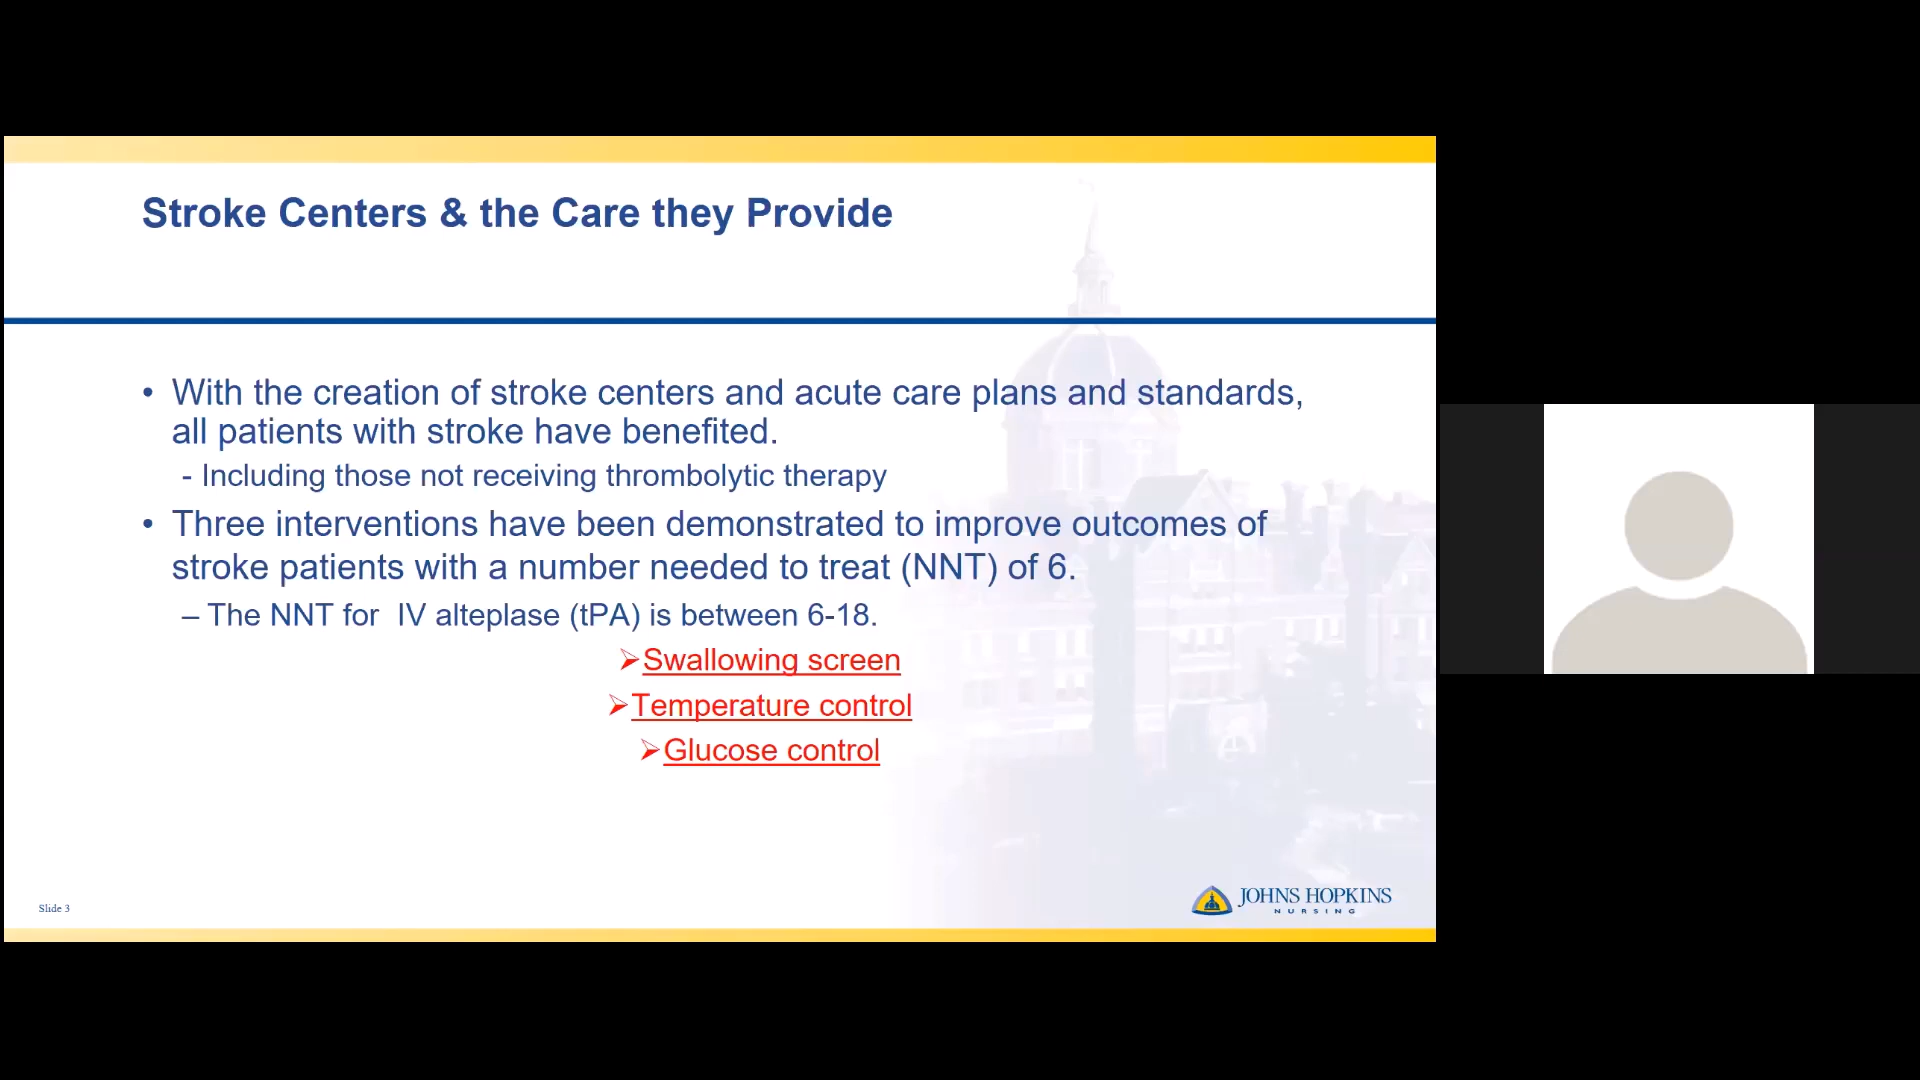 Stroke Centers & the Care they Provide
• With the creation of stroke centers and acute care plans and standards,
all patients with stroke have benefited.
- Including those not receiving thrombolytic therapy
• Three interventions have been demonstrated to improve outcomes of
stroke patients with a number needed to treat (NNT) of 6.
– The NNT for  IV alteplase (tPA) is between 6-18.
➢Swallowing screen
➢Temperature control
➢Glucose control
Slide 3
JOHNS HOPKINS
NURSING